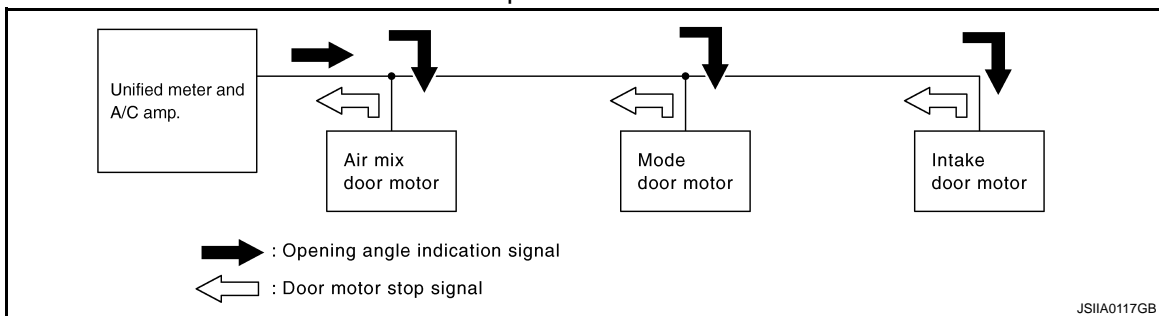 Unified meter and
A/C amp.
Air mix
door motor
Mode
door motor
Intake
door motor
: Opening angle indication signal
: Door motor stop signal
JSIIA0117GB